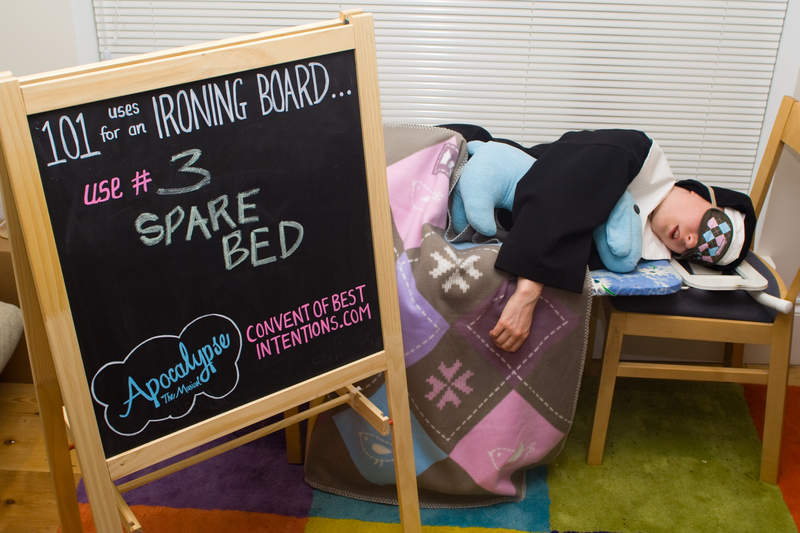 101 uses for an IRONING BOARD...
use # 3
SPARE
BED
CONVENT OF BEST
INTENTIONS.COM
Apocalypse
The Musical